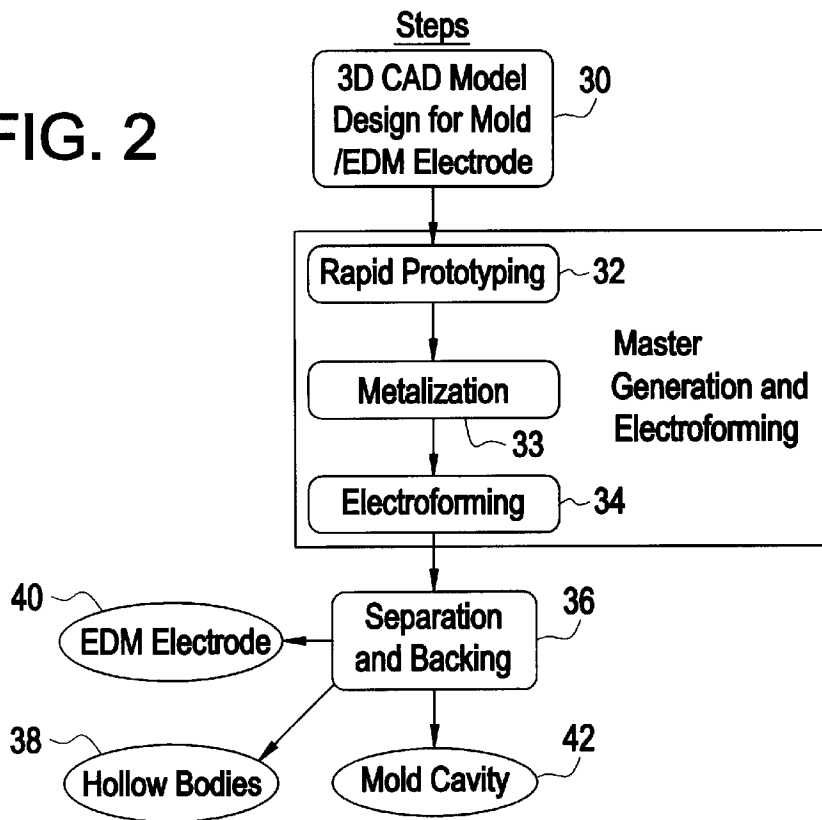 Steps
FIG. 2
3D CAD Model
Design for Mold
/EDM Electrode
30
Rapid Prototyping
32
Metalization
33
Master
Generation and
Electroforming
Electroforming
34
Separation
and Backing
36
40
EDM Electrode
38
Hollow Bodies
Mold Cavity
42